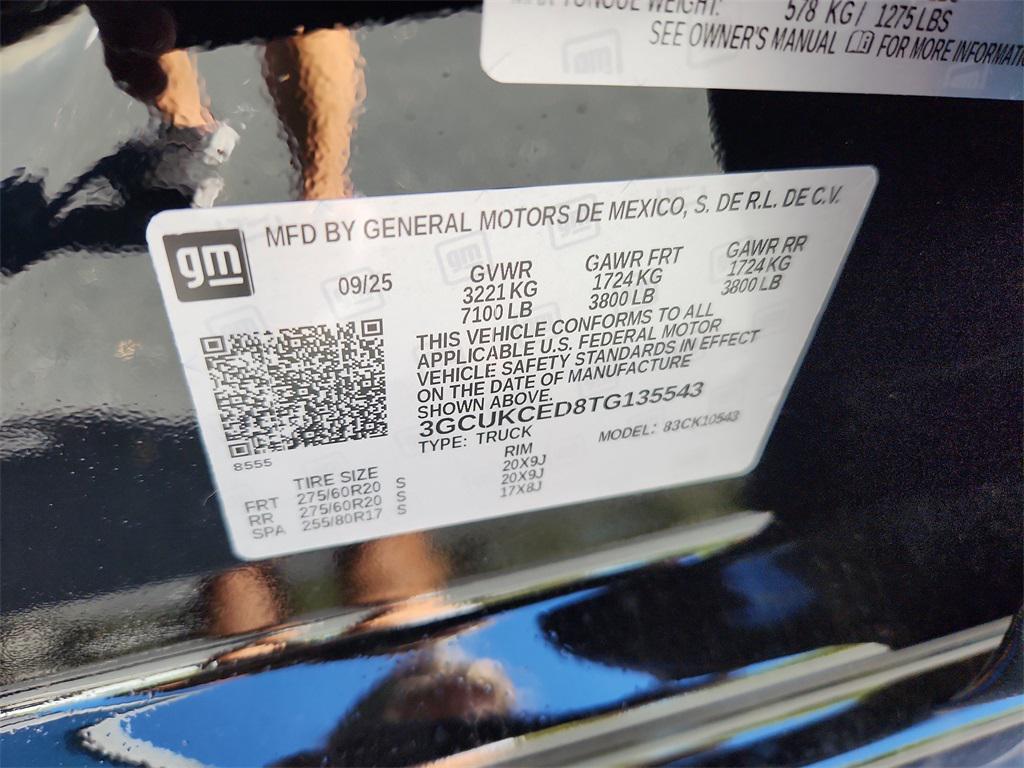 TONGUE WEIGHT: 578 KG/ 1275 LBS
SEE OWNER'S MANUAL FOR MORE INFORMATI
MFD BY GENERAL MOTORS DE MEXICO, S. DE R.L. DE C.V.
gm
09/25
GVWR GAWR FRT GAWR RR
3221 KG 1724 KG 1724 KG
7100 LB 3800 LB 3800 LB
THIS VEHICLE CONFORMS TO ALL
APPLICABLE U.S. FEDERAL MOTOR
VEHICLE SAFETY STANDARDS IN EFFECT
ON THE DATE OF MANUFACTURE
SHOWN ABOVE.
3GCUKCED8TG135543
TYPE: TRUCK MODEL: 83CK10543
8555
TIRE SIZE RIM
FRT 275/60R20 S 20X9J
RR 275/60R20 S 20X9J
SPA 255/80R17 S 17X8J